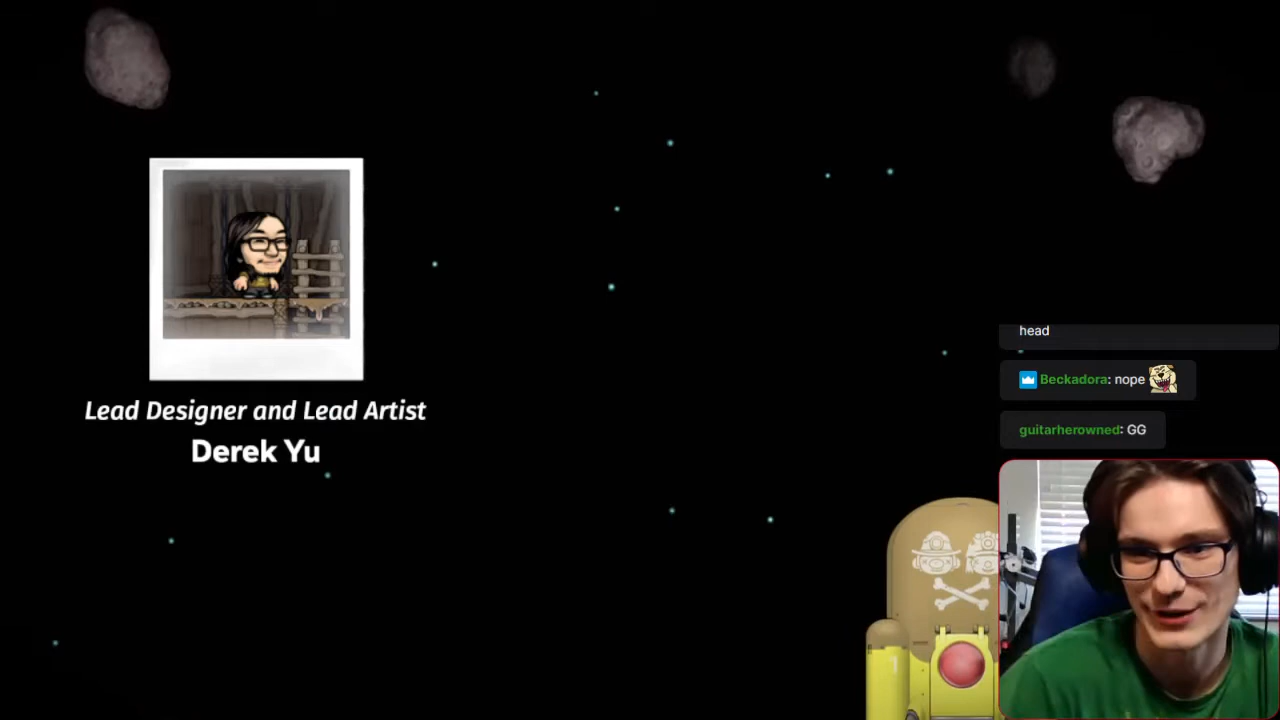 head
Beckadora: nope
guitarherowned: GG
Lead Designer and Lead Artist
Derek Yu